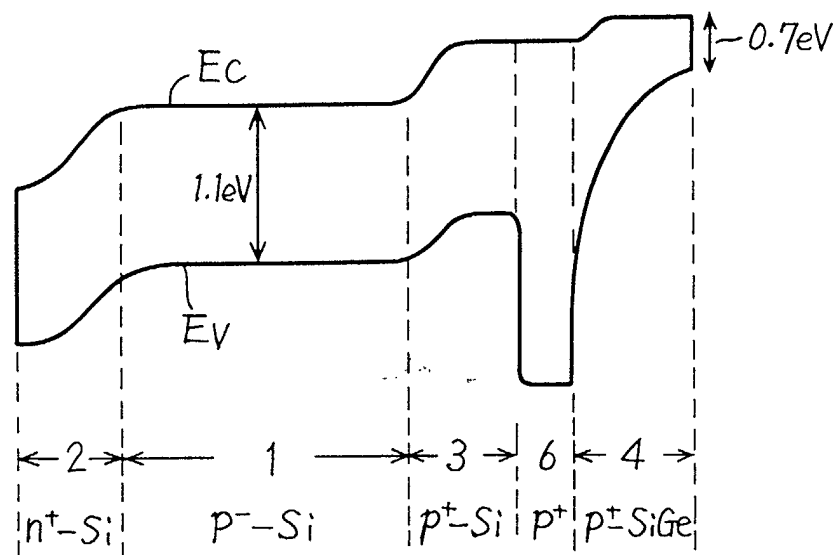 ~0.7eV
Ec
1.1eV
Ev
2 1 3 6 4
n⁺-Si p⁻-Si p⁺-Si p⁺ p⁺-SiGe